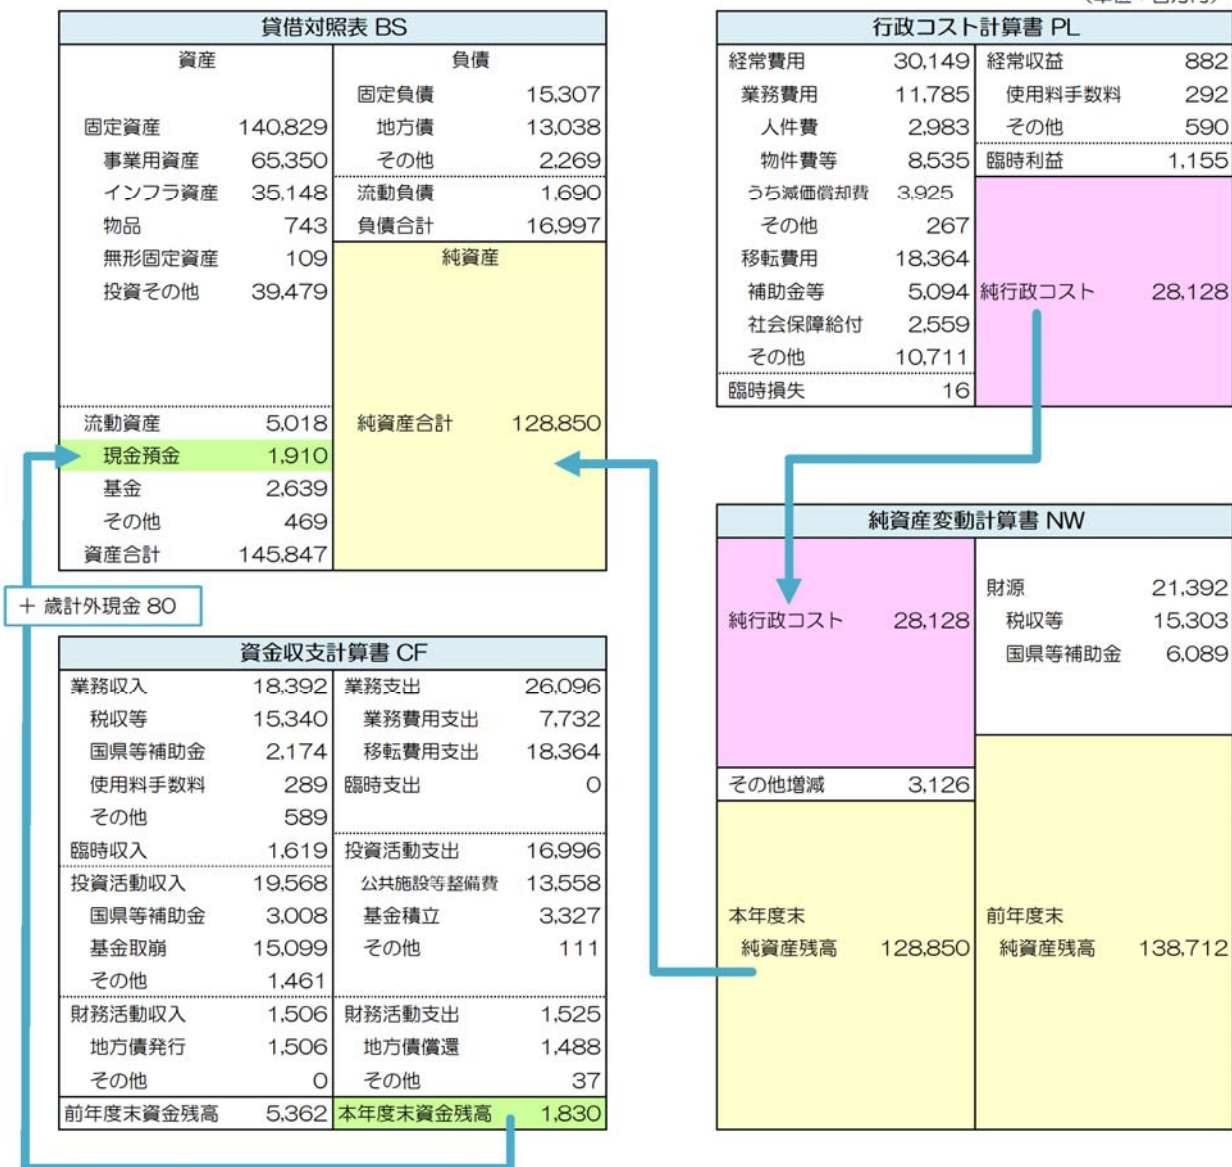 貸借対照表 BS
資産
固定資産 140,829
事業用資産 65,350
インフラ資産 35,148
物品 743
無形固定資産 109
投資その他 39,479
流動資産 5,018
現金預金 1,910
基金 2,639
その他 469
資産合計 145,847
負債
固定負債 15,307
地方債 13,038
その他 2,269
流動負債 1,690
負債合計 16,997
純資産
純資産合計 128,850
+ 歳計外現金 80
行政コスト計算書 PL
経常費用 30,149
業務費用 11,785
人件費 2,983
物件費等 8,535
うち減価償却費 3,925
その他 267
移転費用 18,364
補助金等 5,094
社会保障給付 2,559
その他 10,711
臨時損失 16
経常収益 882
使用料手数料 292
その他 590
臨時利益 1,155
純行政コスト 28,128
資金収支計算書 CF
業務収入 18,392
税収等 15,340
国県等補助金 2,174
使用料手数料 289
その他 589
臨時収入 1,619
投資活動収入 19,568
国県等補助金 3,008
基金取崩 15,099
その他 1,461
財務活動収入 1,506
地方債発行 1,506
その他 0
前年度末資金残高 5,362
業務支出 26,096
業務費用支出 7,732
移転費用支出 18,364
臨時支出 0
投資活動支出 16,996
公共施設等整備費 13,558
基金積立 3,327
その他 111
財務活動支出 1,525
地方債償還 1,488
その他 37
本年度末資金残高 1,830
純資産変動計算書 NW
純行政コスト 28,128
その他増減 3,126
本年度末
純資産残高 128,850
財源 21,392
税収等 15,303
国県等補助金 6,089
前年度末
純資産残高 138,712